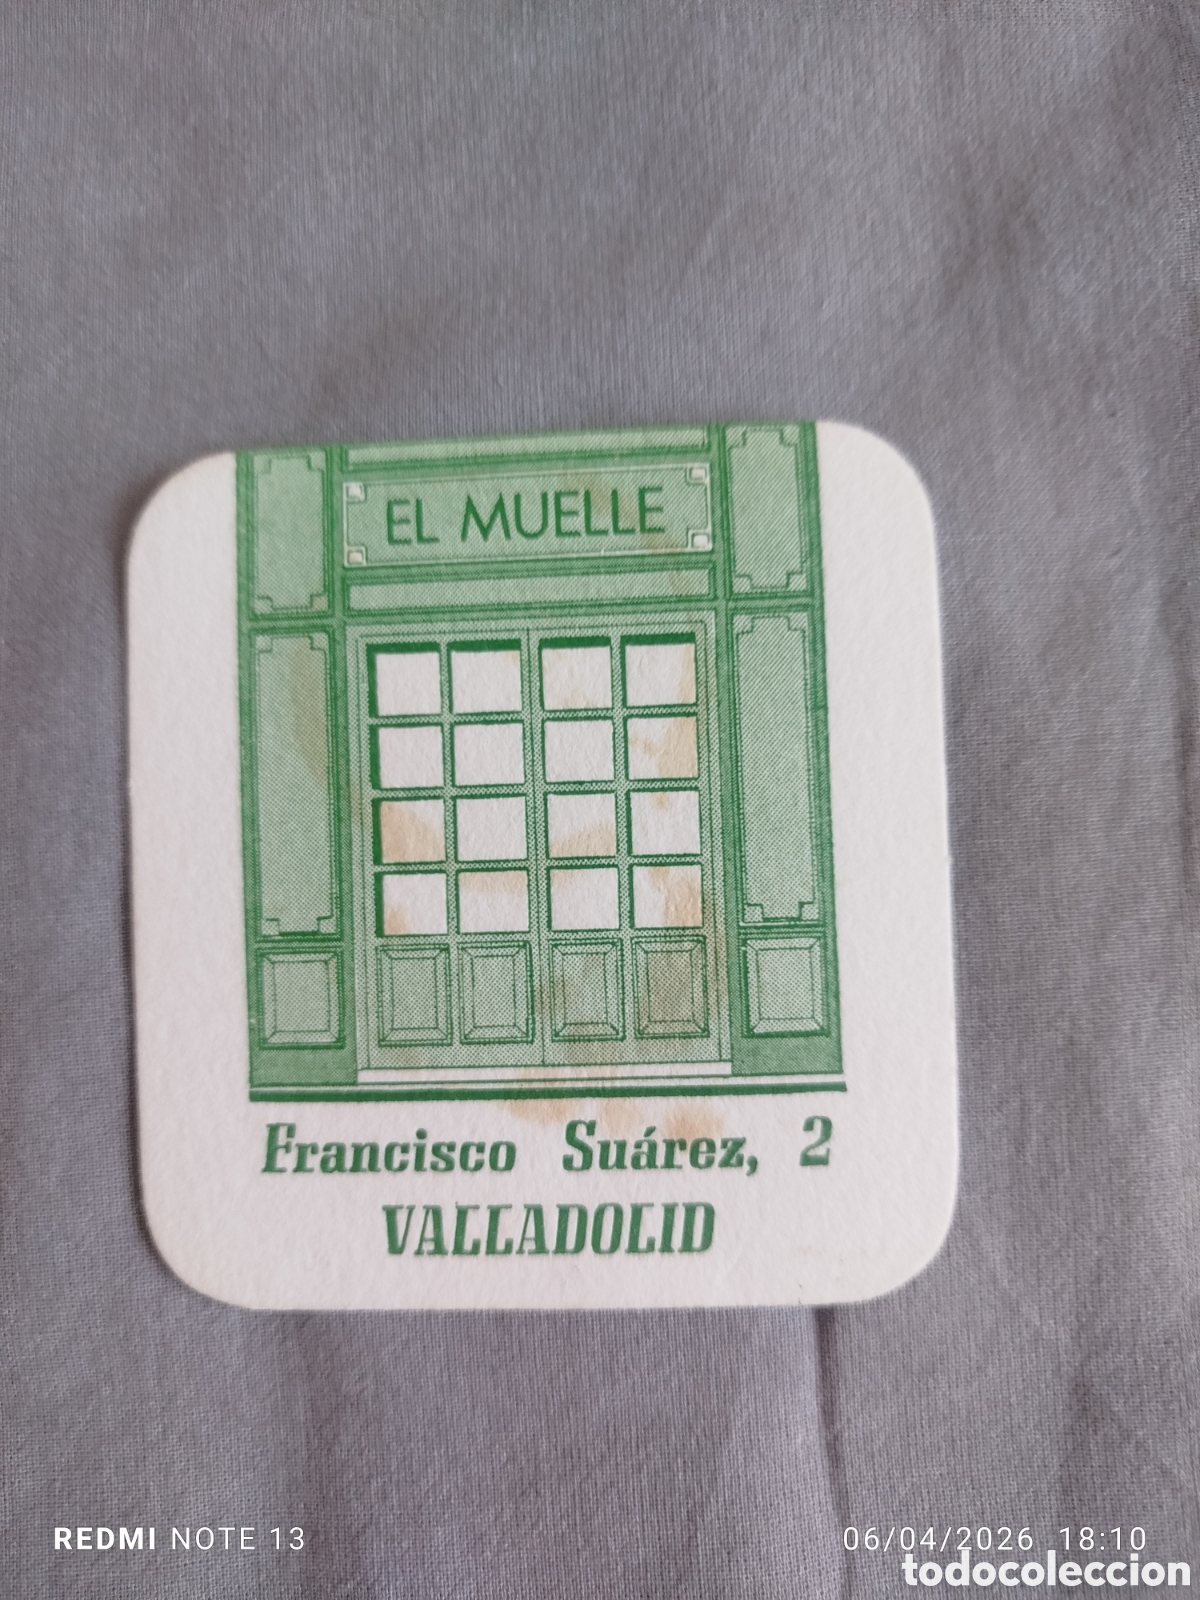 EL MUELLE
Francisco Suárez, 2
VALLADOLID
REDMI NOTE 13
06/04/2026 18:10
todocoleccion